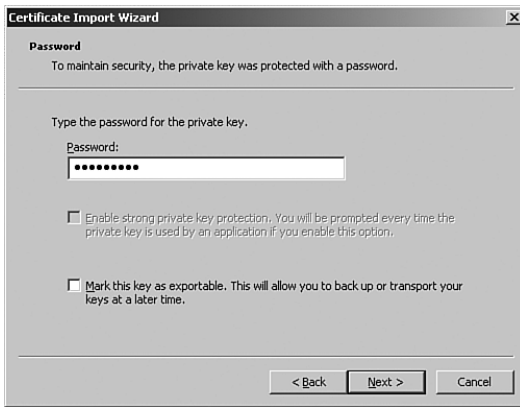 Certificate Import Wizard
Password
To maintain security, the private key was protected with a password.
Type the password for the private key.
Password:
●●●●●●●●●
Enable strong private key protection. You will be prompted every time the
private key is used by an application if you enable this option.
Mark this key as exportable. This will allow you to back up or transport your
keys at a later time.
< Back Next > Cancel